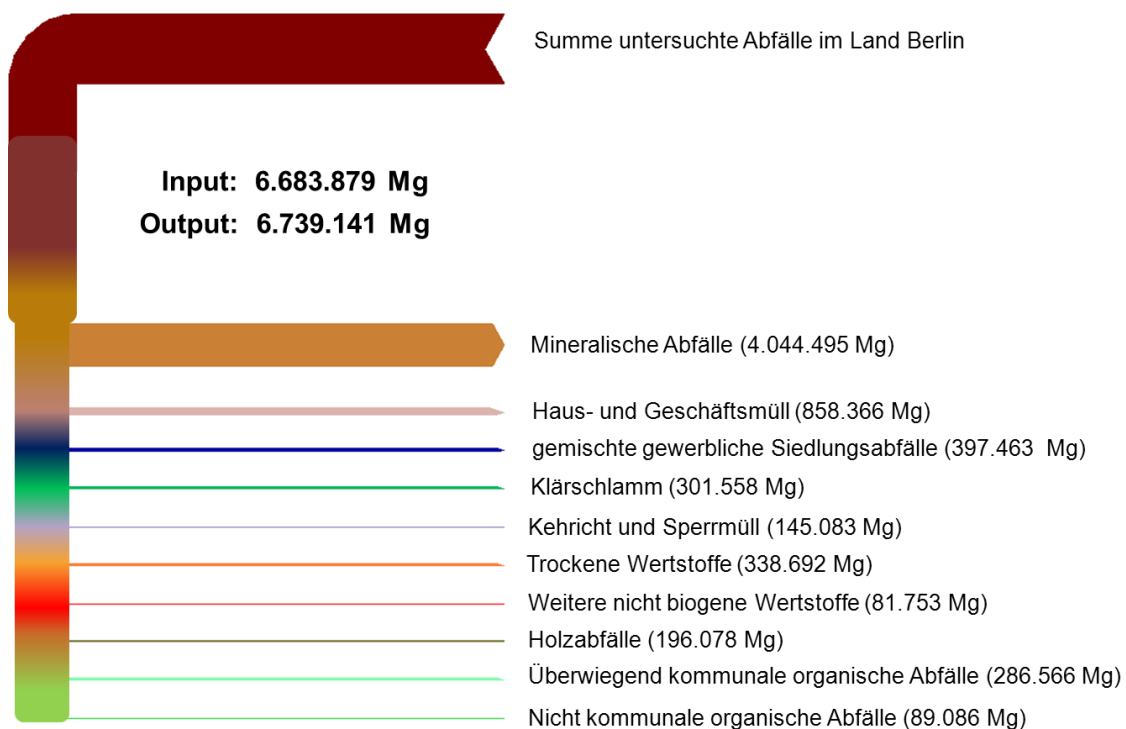 Summe untersuchte Abfälle im Land Berlin
Input: 6.683.879 Mg
Output: 6.739.141 Mg
Mineralische Abfälle (4.044.495 Mg)
Haus- und Geschäftsmüll (858.366 Mg)
gemischte gewerbliche Siedlungsabfälle (397.463 Mg)
Klärschlamm (301.558 Mg)
Kehricht und Sperrmüll (145.083 Mg)
Trockene Wertstoffe (338.692 Mg)
Weitere nicht biogene Wertstoffe (81.753 Mg)
Holzabfälle (196.078 Mg)
Überwiegend kommunale organische Abfälle (286.566 Mg)
Nicht kommunale organische Abfälle (89.086 Mg)